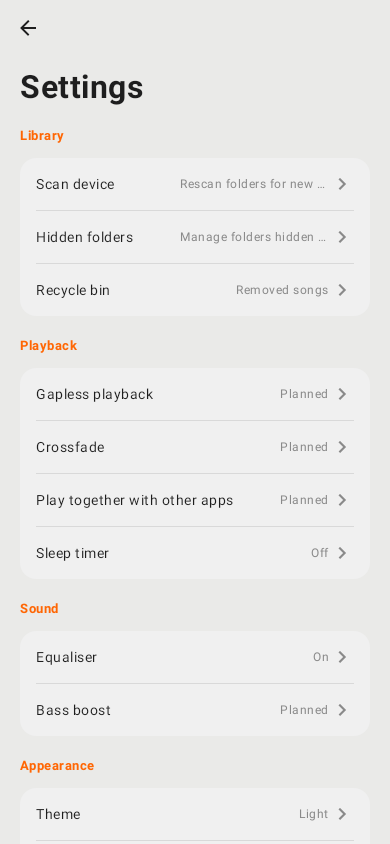 Settings
Library
Scan device Rescan folders for new …
Hidden folders Manage folders hidden …
Recycle bin Removed songs
Playback
Gapless playback Planned
Crossfade Planned
Play together with other apps Planned
Sleep timer Off
Sound
Equaliser On
Bass boost Planned
Appearance
Theme Light